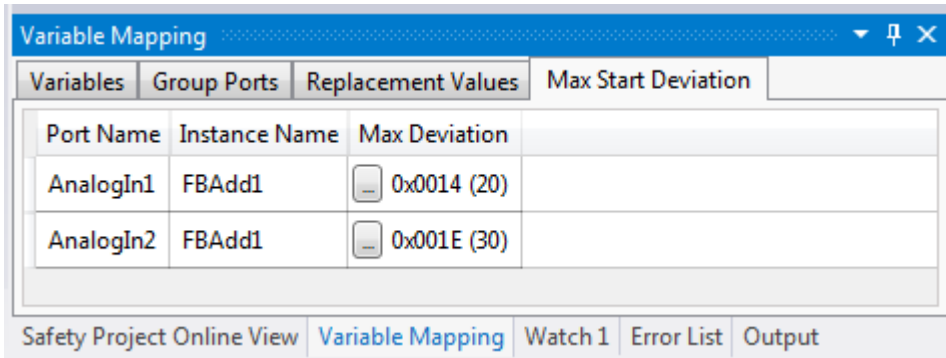 Variable Mapping
Variables Group Ports Replacement Values Max Start Deviation
Port Name Instance Name Max Deviation
AnalogIn1 FBAdd1 ... 0x0014 (20)
AnalogIn2 FBAdd1 ... 0x001E (30)
Safety Project Online View Variable Mapping Watch 1 Error List Output